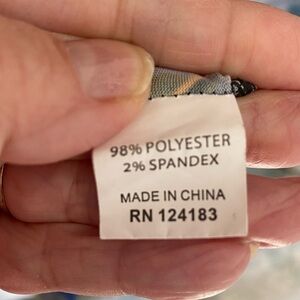 98% POLYESTER
2% SPANDEX
MADE IN CHINA
RN 124183